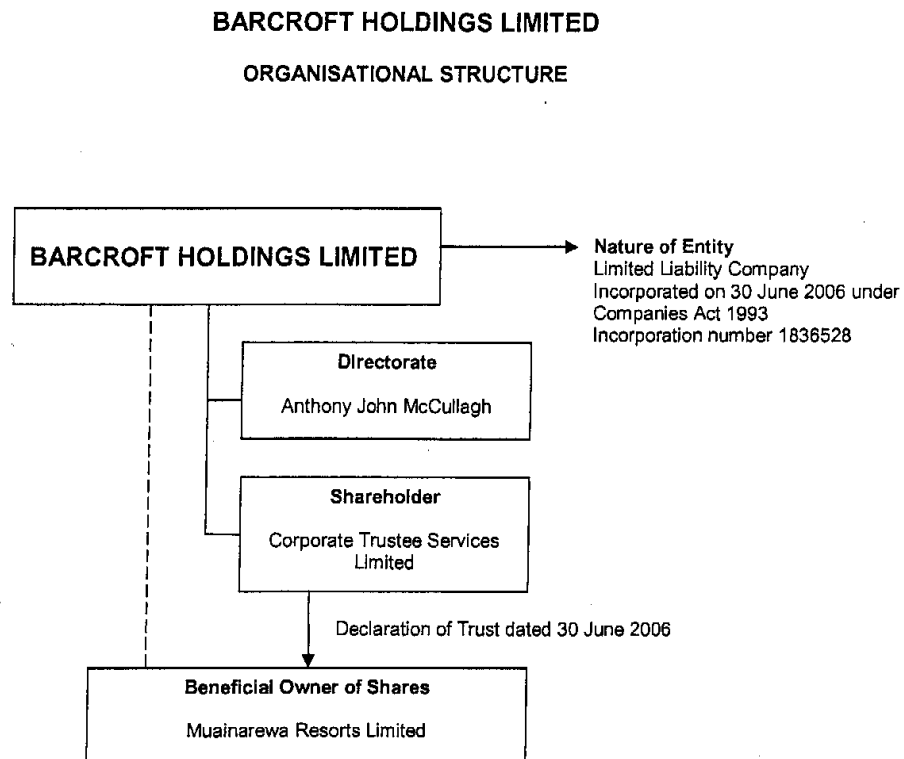 BARCROFT HOLDINGS LIMITED
ORGANISATIONAL STRUCTURE
BARCROFT HOLDINGS LIMITED
Nature of Entity
Limited Liability Company
Incorporated on 30 June 2006 under
Companies Act 1993
Incorporation number 1836528
Directorate
Anthony John McCullagh
Shareholder
Corporate Trustee Services
Limited
Declaration of Trust dated 30 June 2006
Beneficial Owner of Shares
Muainarewa Resorts Limited